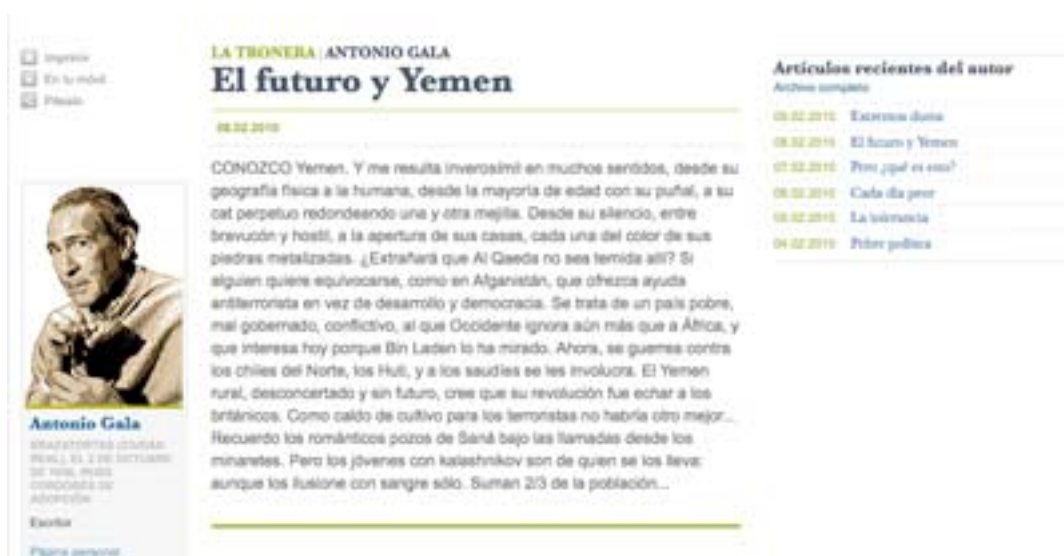 Imprimir
En tu móvil
LA TRONERA | ANTONIO GALA
El futuro y Yemen
08.02.2010
CONOZCO Yemen. Y me resulta inverosímil en muchos sentidos, desde su
geografía física a la humana, desde la mayoría de edad con su puñal, a su
cat perpetuo redondeando una y otra mejilla. Desde su silencio, entre
bravucón y hostil, a la apertura de sus casas, cada una del color de sus
piedras metalizadas. ¿Extrañará que Al Qaeda no sea temida allí? Si
alguien quiere equivocarse, como en Afganistán, que ofrezca ayuda
antiterrorista en vez de desarrollo y democracia. Se trata de un país pobre,
mal gobernado, conflictivo, al que Occidente ignora aún más que a África, y
que interesa hoy porque Bin Laden lo ha mirado. Ahora, se guerrea contra
los chiíes del Norte, los Huti, y a los saudíes se les involucra. El Yemen
rural, desconcertado y sin futuro, cree que su revolución fue echar a los
británicos. Como caldo de cultivo para los terroristas no habría otro mejor...
Recuerdo los románticos pozos de Saná bajo las llamadas desde los
minaretes. Pero los jóvenes con kalashnikov son de quien se los lleva:
aunque los ilusione con sangre sólo. Suman 2/3 de la población...
Antonio Gala
BRAZATORTAS (CIUDAD
REAL), EL 2 DE OCTUBRE
CORDOBÉS DE
ADOPCIÓN
Escritor
Página personal
Artículos recientes del autor
Archivo completo
09.02.2010 Extrema
08.02.2010 El futuro y Yemen
07.02.2010 Pero ¿qué es esto?
06.02.2010 Cada día peor
05.02.2010 La tolerancia
04.02.2010 Pobre política